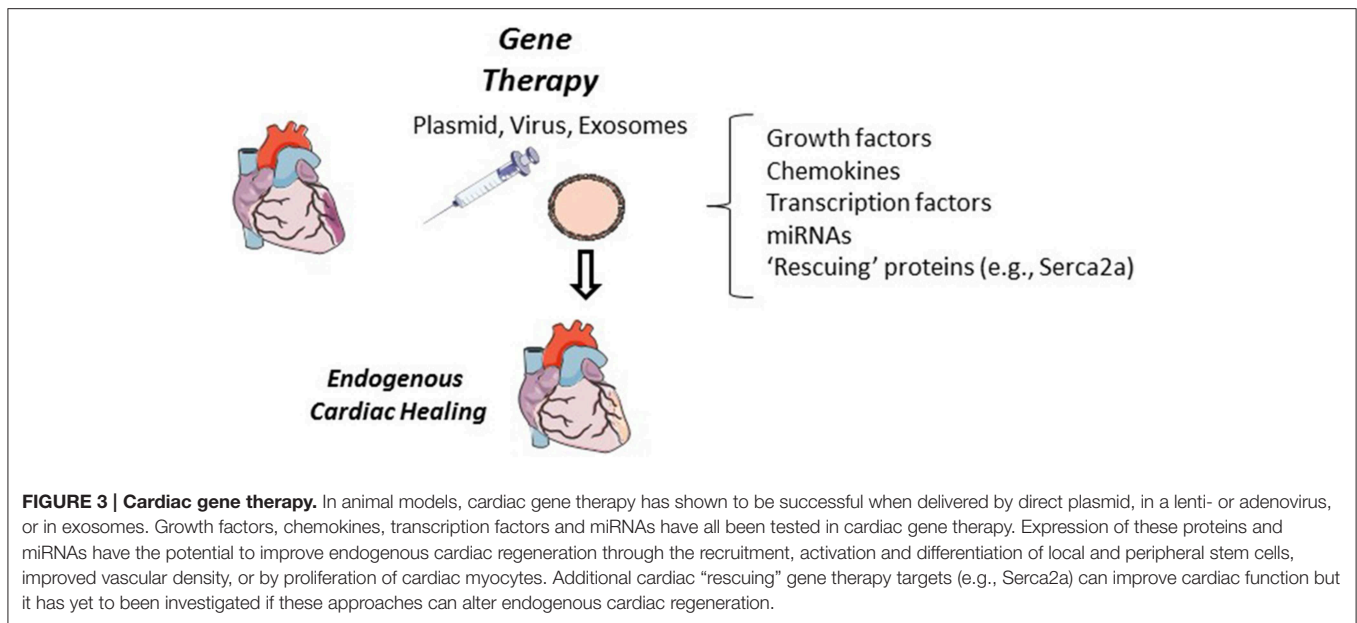 Gene
Therapy
Plasmid, Virus, Exosomes
Growth factors
Chemokines
Transcription factors
miRNAs
‘Rescuing’ proteins (e.g., Serca2a)
Endogenous
Cardiac Healing
FIGURE 3 | Cardiac gene therapy. In animal models, cardiac gene therapy has shown to be successful when delivered by direct plasmid, in a lenti- or adenovirus,
or in exosomes. Growth factors, chemokines, transcription factors and miRNAs have all been tested in cardiac gene therapy. Expression of these proteins and
miRNAs have the potential to improve endogenous cardiac regeneration through the recruitment, activation and differentiation of local and peripheral stem cells,
improved vascular density, or by proliferation of cardiac myocytes. Additional cardiac “rescuing” gene therapy targets (e.g., Serca2a) can improve cardiac function but
it has yet to been investigated if these approaches can alter endogenous cardiac regeneration.